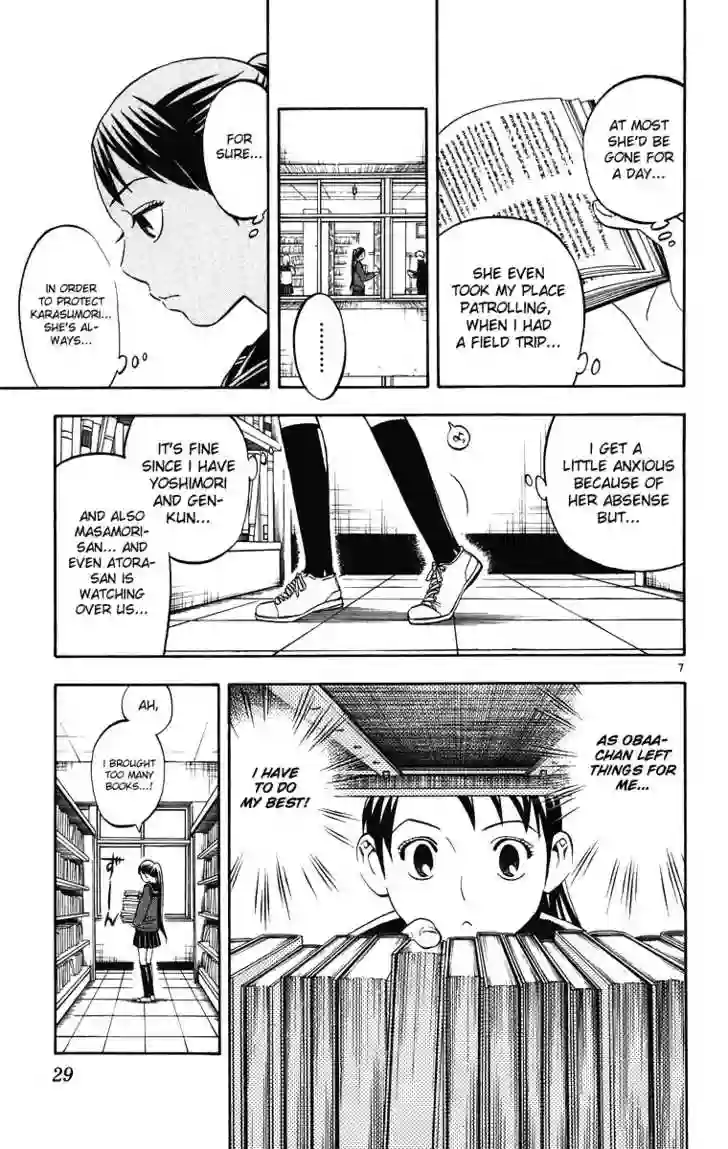 AT MOST
SHE'D BE
GONE FOR
A DAY...
SHE EVEN
TOOK MY PLACE
PATROLLING,
WHEN I HAD
A FIELD TRIP...
........
FOR
SURE...
IN ORDER
TO PROTECT
KARASUMORI...
SHE'S AL-
WAYS...
I GET A
LITTLE ANXIOUS
BECAUSE OF
HER ABSENSE
BUT...
IT'S FINE
SINCE I HAVE
YOSHIMORI
AND GEN-
KUN...
AND ALSO
MASAMORI-
SAN... AND
EVEN ATORA-
SAN IS
WATCHING
OVER US...
7
AS OBAA-
CHAN LEFT
THINGS FOR
ME...
I HAVE
TO DO
MY BEST!
AH,
I BROUGHT
TOO MANY
BOOKS...!
29